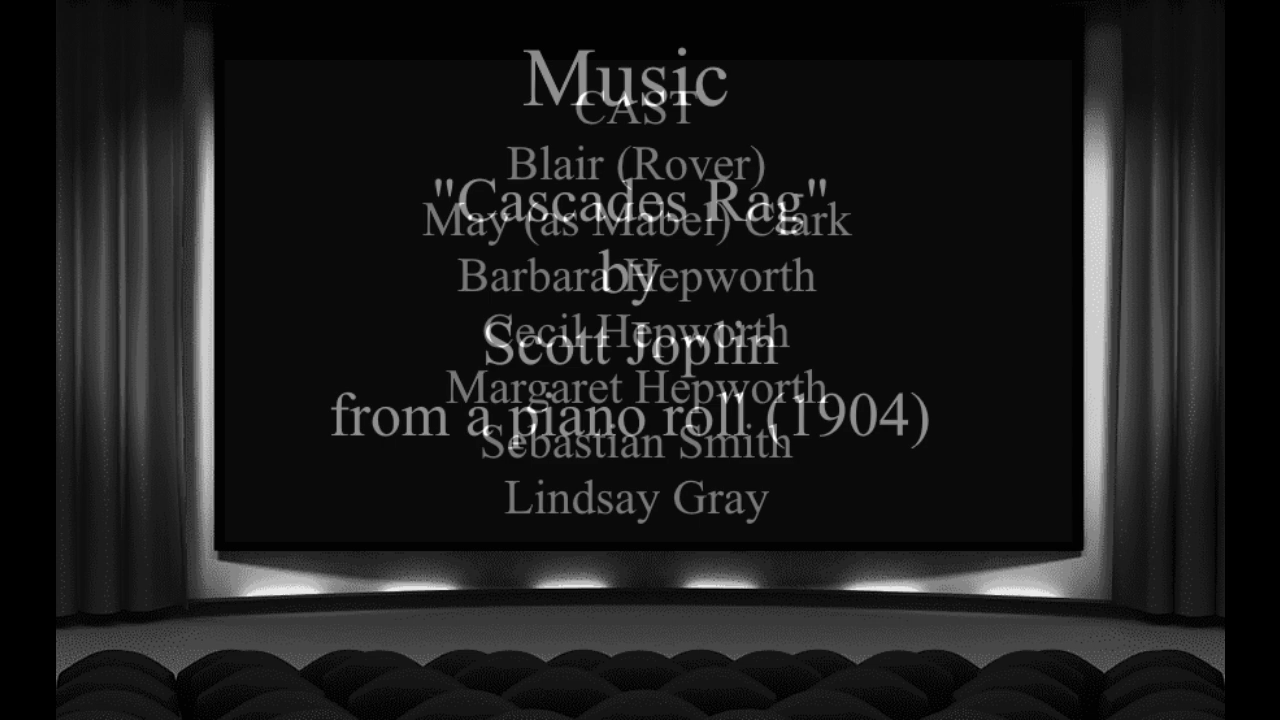 Music
CAST
Blair (Rover)
"Cascades Rag"
May (as Mabel) Clark
by
Barbara Hepworth
Cecil Hepworth
Scott Joplin
Margaret Hepworth
from a piano roll (1904)
Sebastian Smith
Lindsay Gray